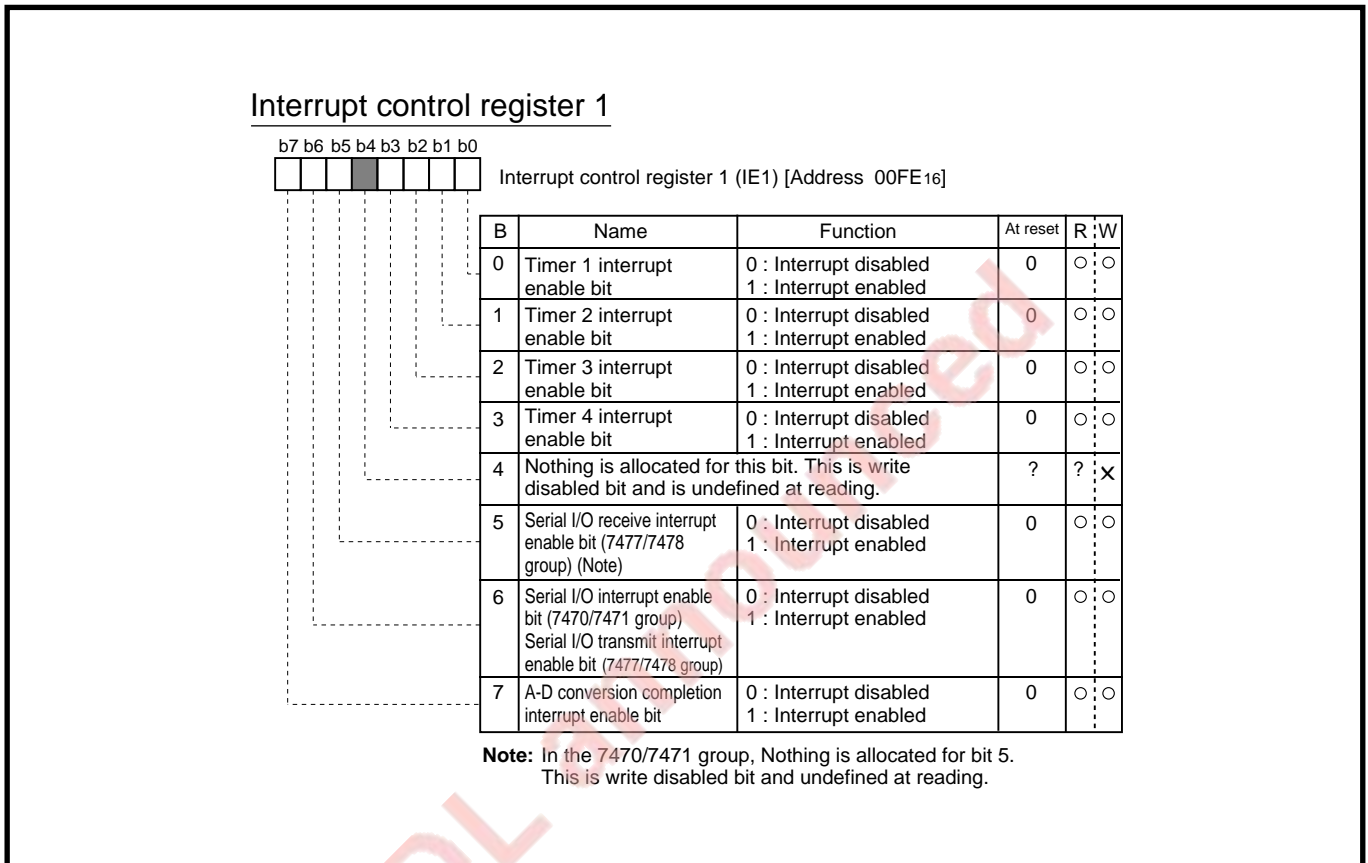 Interrupt control register 1
b7 b6 b5 b4 b3 b2 b1 b0
Interrupt control register 1 (IE1) [Address 00FE16]
B Name Function At reset R W
0 Timer 1 interrupt 0 : Interrupt disabled 0 ○ ○
enable bit 1 : Interrupt enabled
1 Timer 2 interrupt 0 : Interrupt disabled 0 ○ ○
enable bit 1 : Interrupt enabled
2 Timer 3 interrupt 0 : Interrupt disabled 0 ○ ○
enable bit 1 : Interrupt enabled
3 Timer 4 interrupt 0 : Interrupt disabled 0 ○ ○
enable bit 1 : Interrupt enabled
4 Nothing is allocated for this bit. This is write ? ? ×
disabled bit and is undefined at reading.
5 Serial I/O receive interrupt 0 : Interrupt disabled 0 ○ ○
enable bit (7477/7478 1 : Interrupt enabled
group) (Note)
6 Serial I/O interrupt enable 0 : Interrupt disabled 0 ○ ○
bit (7470/7471 group) 1 : Interrupt enabled
Serial I/O transmit interrupt
enable bit (7477/7478 group)
7 A-D conversion completion 0 : Interrupt disabled 0 ○ ○
interrupt enable bit 1 : Interrupt enabled
Note: In the 7470/7471 group, Nothing is allocated for bit 5.
This is write disabled bit and undefined at reading.
L announced